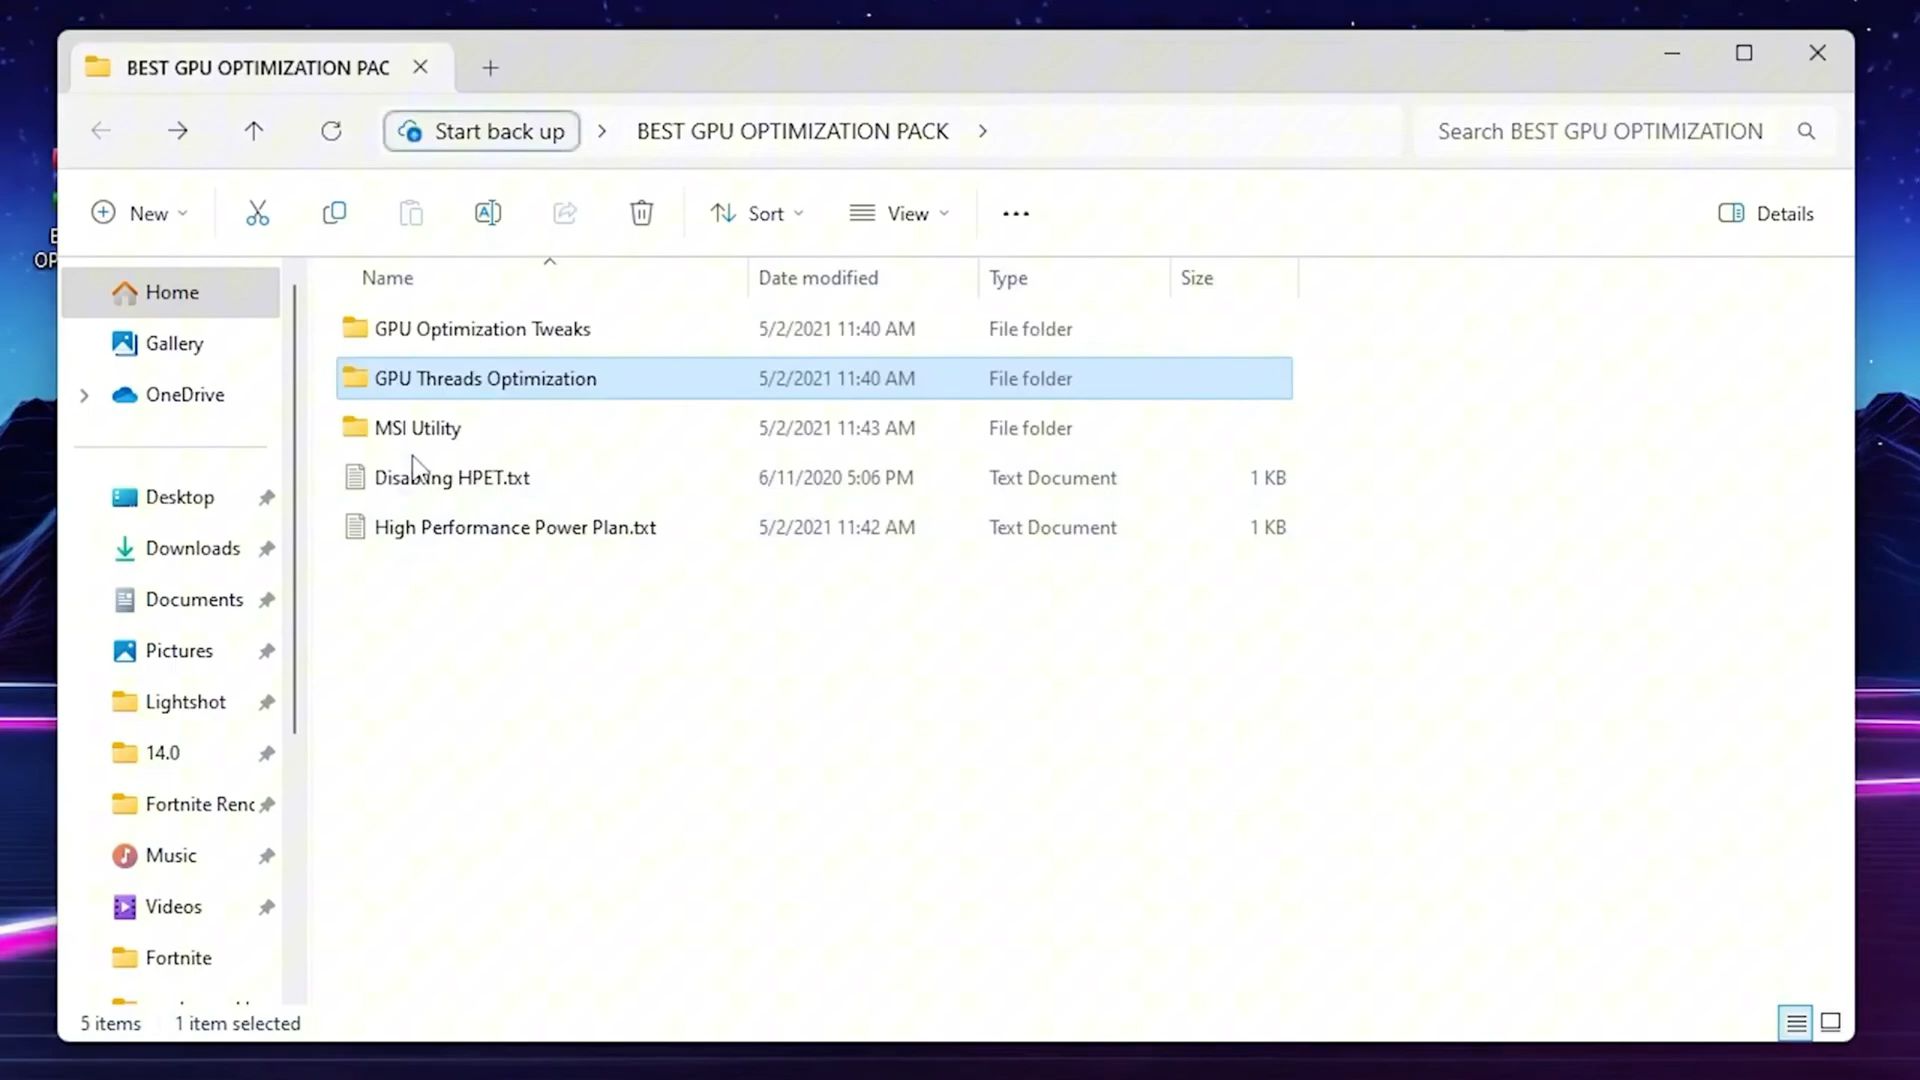 BEST GPU OPTIMIZATION PAC
Start back up
BEST GPU OPTIMIZATION PACK
Search BEST GPU OPTIMIZATION
New
Sort
View
Details
Name
Date modified
Type
Size
GPU Optimization Tweaks 5/2/2021 11:40 AM File folder
GPU Threads Optimization 5/2/2021 11:40 AM File folder
MSI Utility 5/2/2021 11:43 AM File folder
Disabling HPET.txt 6/11/2020 5:06 PM Text Document 1 KB
High Performance Power Plan.txt 5/2/2021 11:42 AM Text Document 1 KB
Home
Gallery
OneDrive
Desktop
Downloads
Documents
Pictures
Lightshot
14.0
Fortnite Renc
Music
Videos
Fortnite
5 items
1 item selected